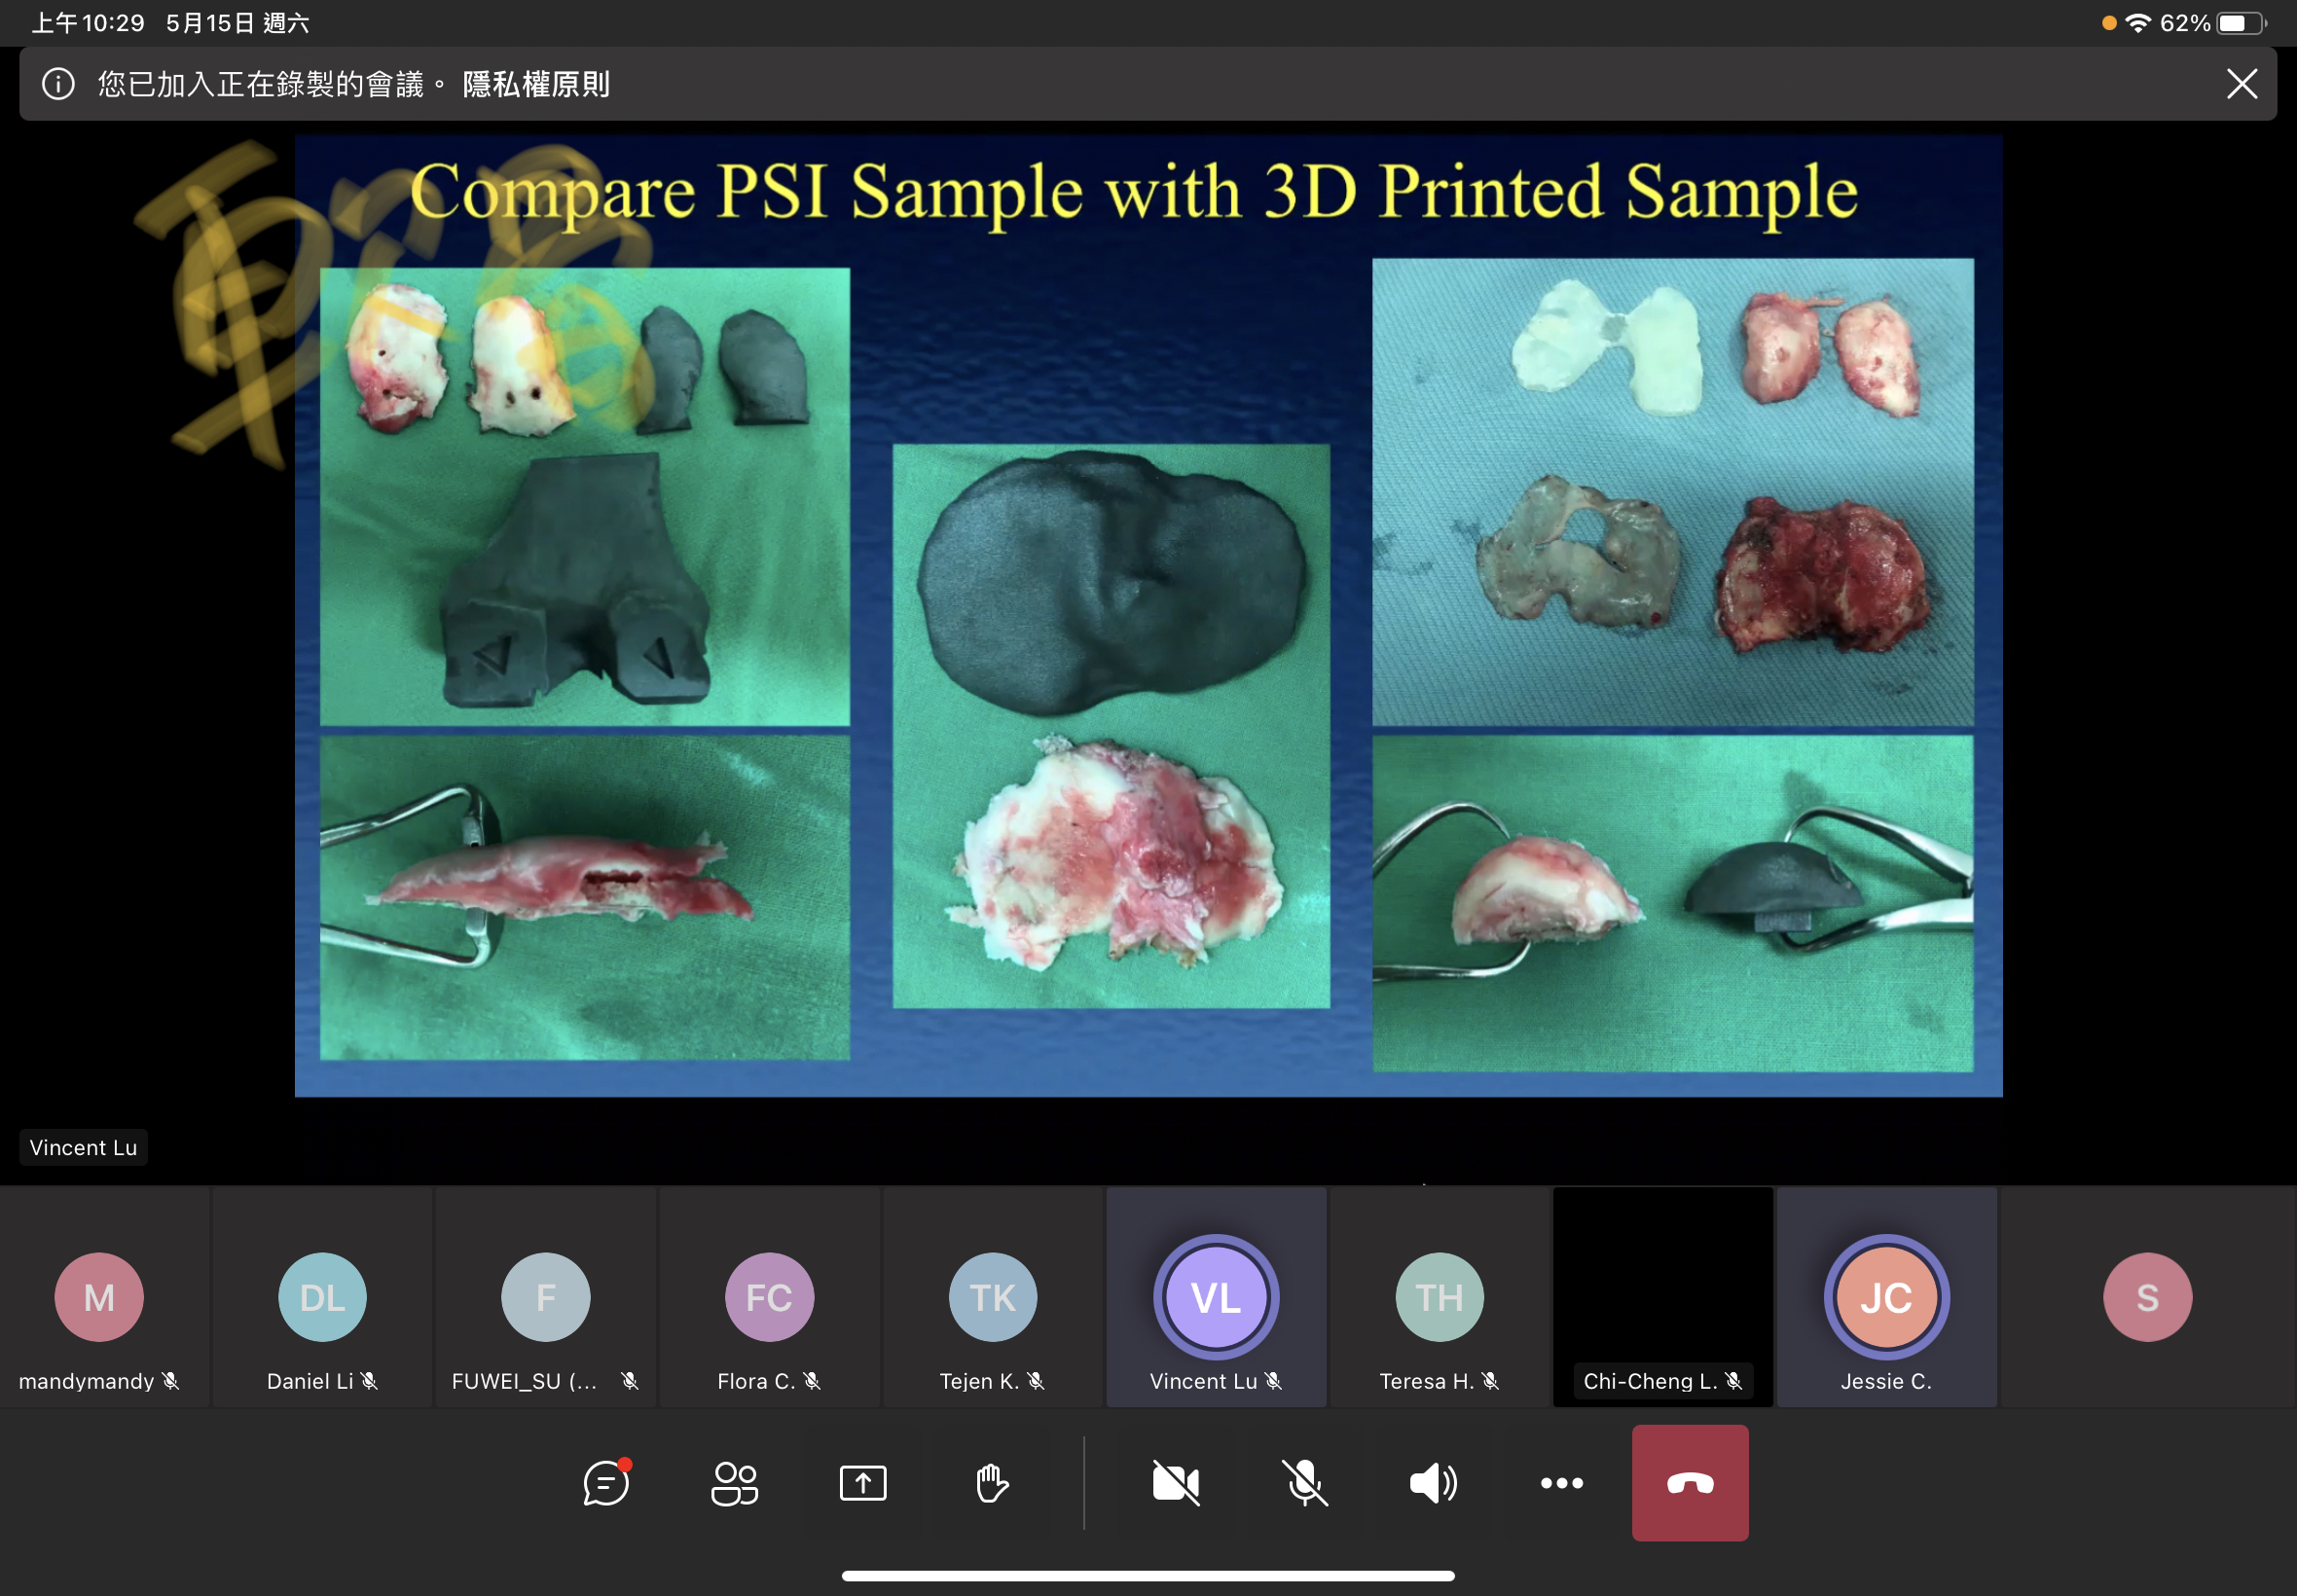 上午10:29 5月15日 週六
62%
您已加入正在錄製的會議。 隱私權原則
Compare PSI Sample with 3D Printed Sample
Vincent Lu
M
DL
F
FC
TK
VL
TH
JC
S
mandymandy
Daniel Li
FUWEI_SU (...
Flora C.
Tejen K.
Vincent Lu
Teresa H.
Chi-Cheng L.
Jessie C.